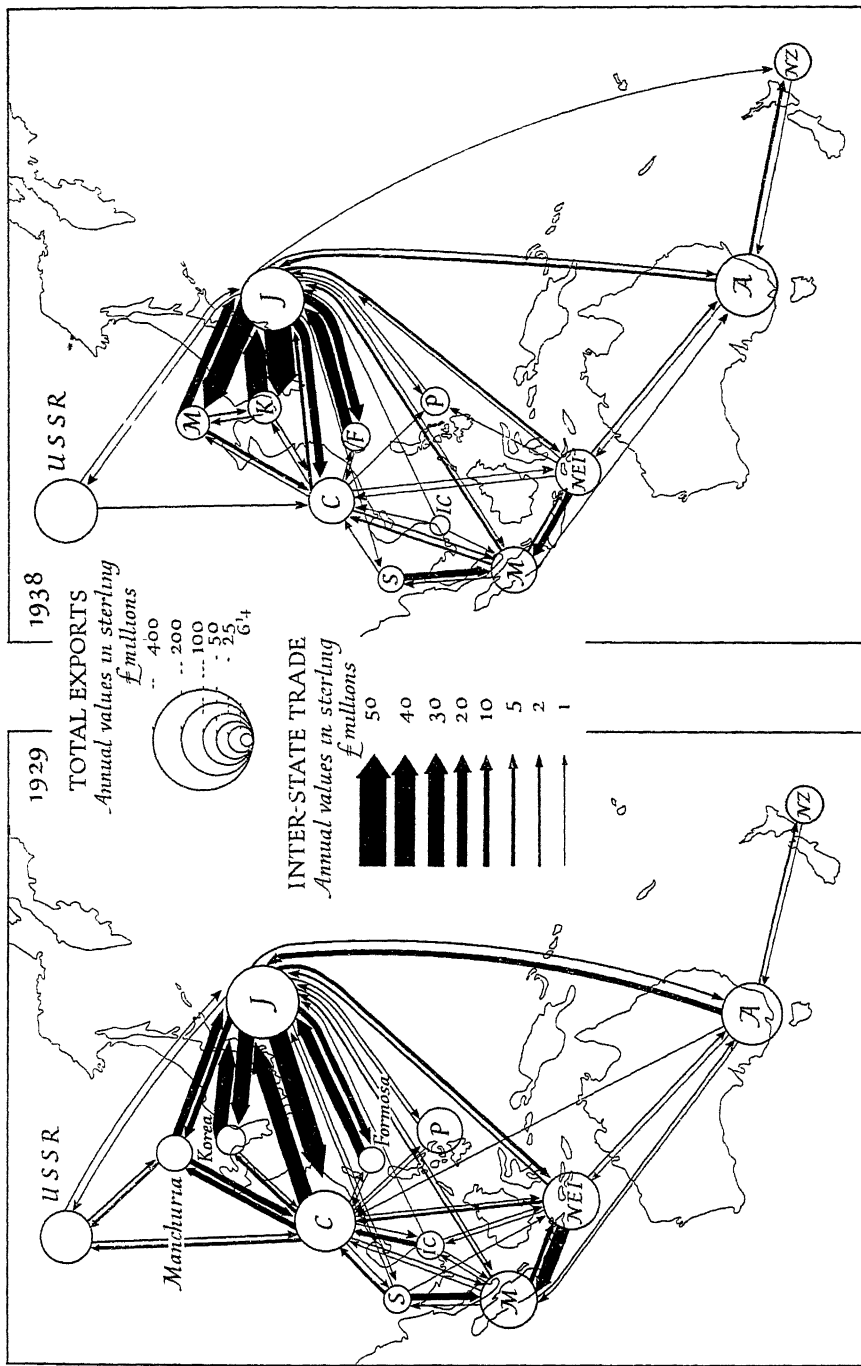 1929
USSR
Manchuria
Korea
J
C
Formosa
S
IC
P
M
NEI
A
NZ
TOTAL EXPORTS
Annual values in sterling
£ millions
400
200
100
50
25
6¼
INTER-STATE TRADE
Annual values in sterling
£ millions
50
40
30
20
10
5
2
1
1938
USSR
M
K
J
C
F
S
IC
P
M
NEI
A
NZ